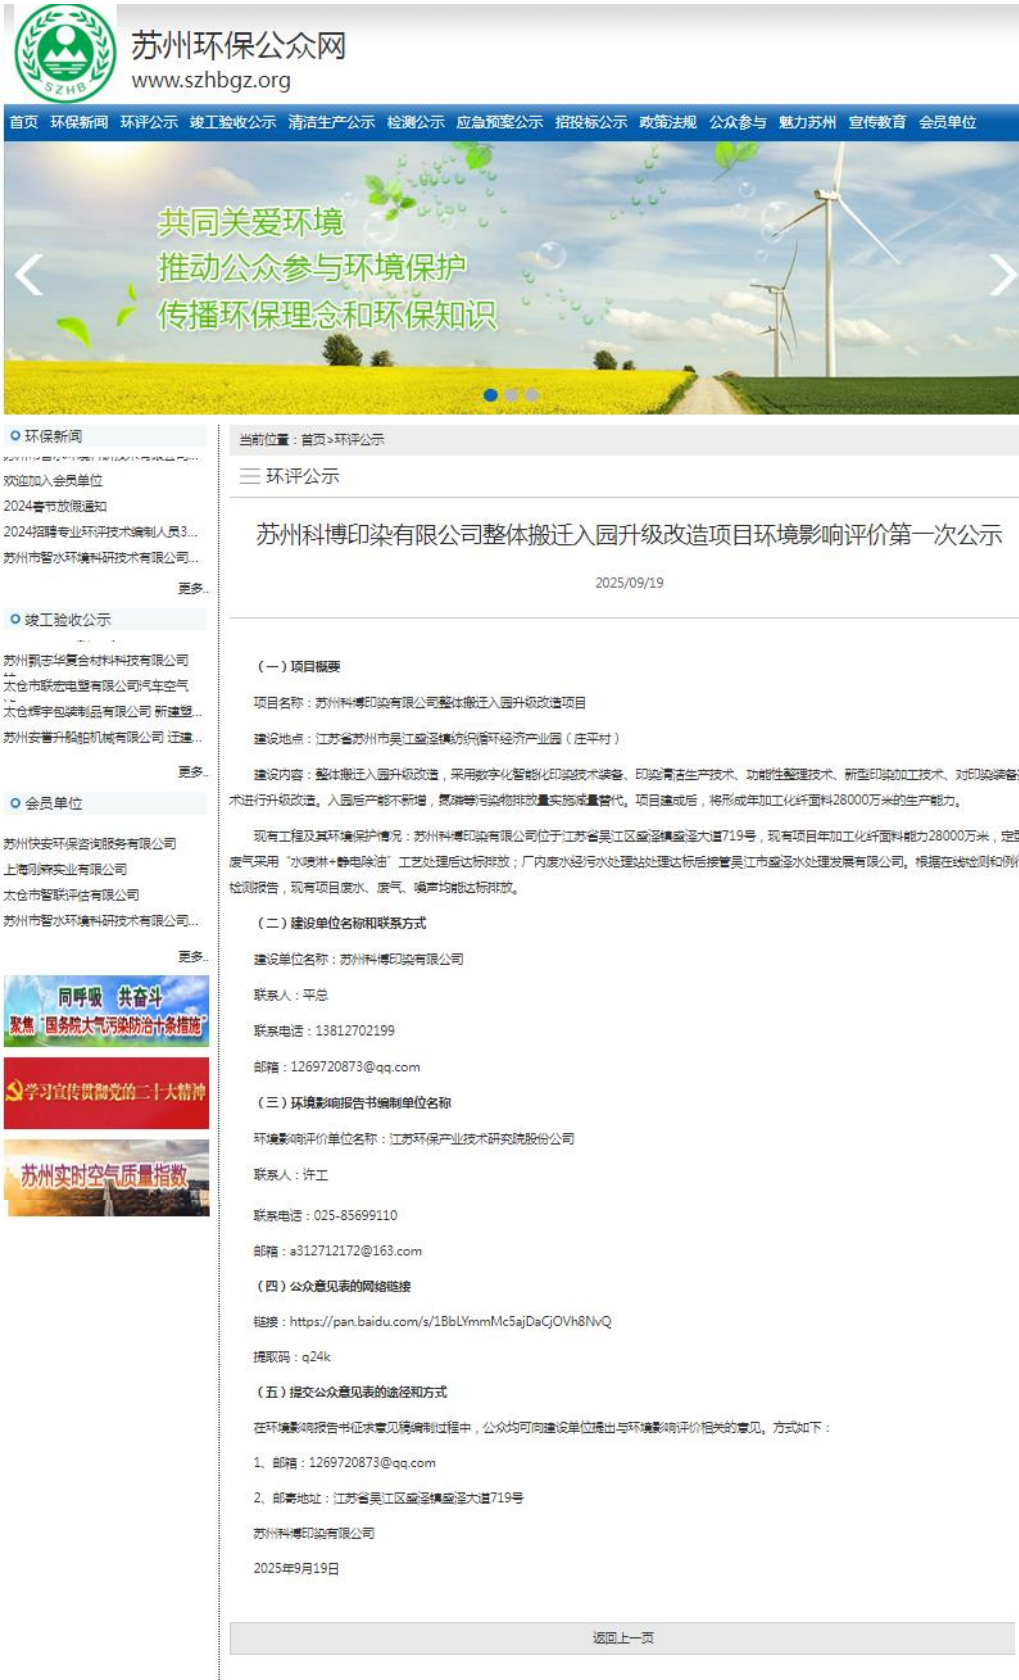 苏州环保公众网
www.szhbgz.org
SZHB
首页 环保新闻 环评公示 竣工验收公示 清洁生产公示 检测公示 应急预案公示 招投标公示 政策法规 公众参与 魅力苏州 宣传教育 会员单位
共同关爱环境
推动公众参与环境保护
传播环保理念和环保知识
环保新闻
欢迎加入会员单位
2024春节放假通知
2024招聘专业环评技术编制人员3...
苏州市智水环境科研技术有限公司...
更多..
竣工验收公示
苏州飘志华复合材料科技有限公司
太仓市联宏电塑有限公司汽车空气
太仓辉宇包装制品有限公司 新建塑...
苏州安誉升船舶机械有限公司 迁建...
更多..
会员单位
苏州快安环保咨询服务有限公司
上海刚森实业有限公司
太仓市智联评估有限公司
苏州市智水环境科研技术有限公司...
更多..
同呼吸 共奋斗
聚焦“国务院大气污染防治十条措施”
学习宣传贯彻党的二十大精神
苏州实时空气质量指数
当前位置：首页>环评公示
环评公示
苏州科博印染有限公司整体搬迁入园升级改造项目环境影响评价第一次公示
2025/09/19
（一）项目概要
项目名称：苏州科博印染有限公司整体搬迁入园升级改造项目
建设地点：江苏省苏州市吴江盛泽镇纺织循环经济产业园（庄平村）
建设内容：整体搬迁入园升级改造，采用数字化智能化印染技术装备、印染清洁生产技术、功能性整理技术、新型印染加工技术、对印染装备
术进行升级改造。入园后产能不新增，氮磷等污染物排放量实施减量替代。项目建成后，将形成年加工化纤面料28000万米的生产能力。
现有工程及其环境保护情况：苏州科博印染有限公司位于江苏省吴江区盛泽镇盛泽大道719号，现有项目年加工化纤面料能力28000万米，定型
废气采用“水喷淋+静电除油”工艺处理后达标排放；厂内废水经污水处理站处理达标后接管吴江市盛泽水处理发展有限公司。根据在线检测和例行
检测报告，现有项目废水、废气、噪声均能达标排放。
（二）建设单位名称和联系方式
建设单位名称：苏州科博印染有限公司
联系人：平总
联系电话：13812702199
邮箱：1269720873@qq.com
（三）环境影响报告书编制单位名称
环境影响评价单位名称：江苏环保产业技术研究院股份公司
联系人：许工
联系电话：025-85699110
邮箱：a312712172@163.com
（四）公众意见表的网络链接
链接：https://pan.baidu.com/s/1BbLYmmMc5ajDaCjOVh8NvQ
提取码：q24k
（五）提交公众意见表的途径和方式
在环境影响报告书征求意见稿编制过程中，公众均可向建设单位提出与环境影响评价相关的意见。方式如下：
1、邮箱：1269720873@qq.com
2、邮寄地址：江苏省吴江区盛泽镇盛泽大道719号
苏州科博印染有限公司
2025年9月19日
返回上一页